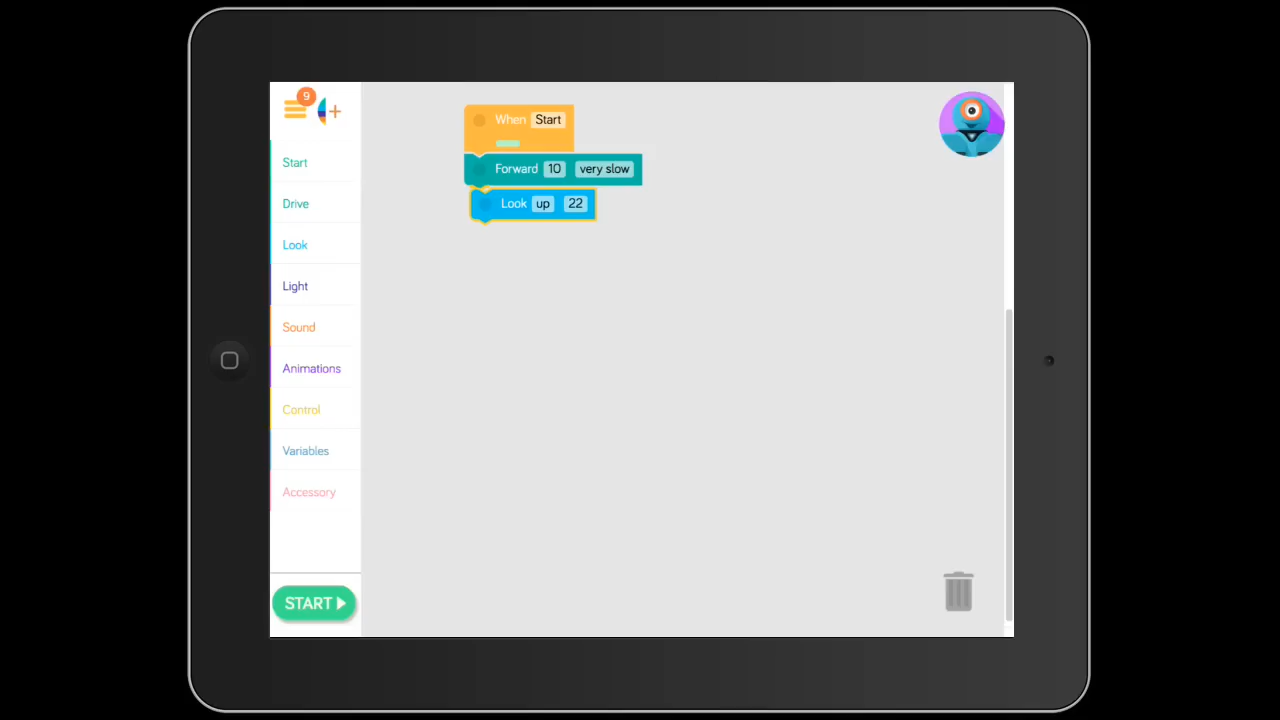 9
+
When Start
Forward 10 very slow
Look up 22
Start
Drive
Look
Light
Sound
Animations
Control
Variables
Accessory
START